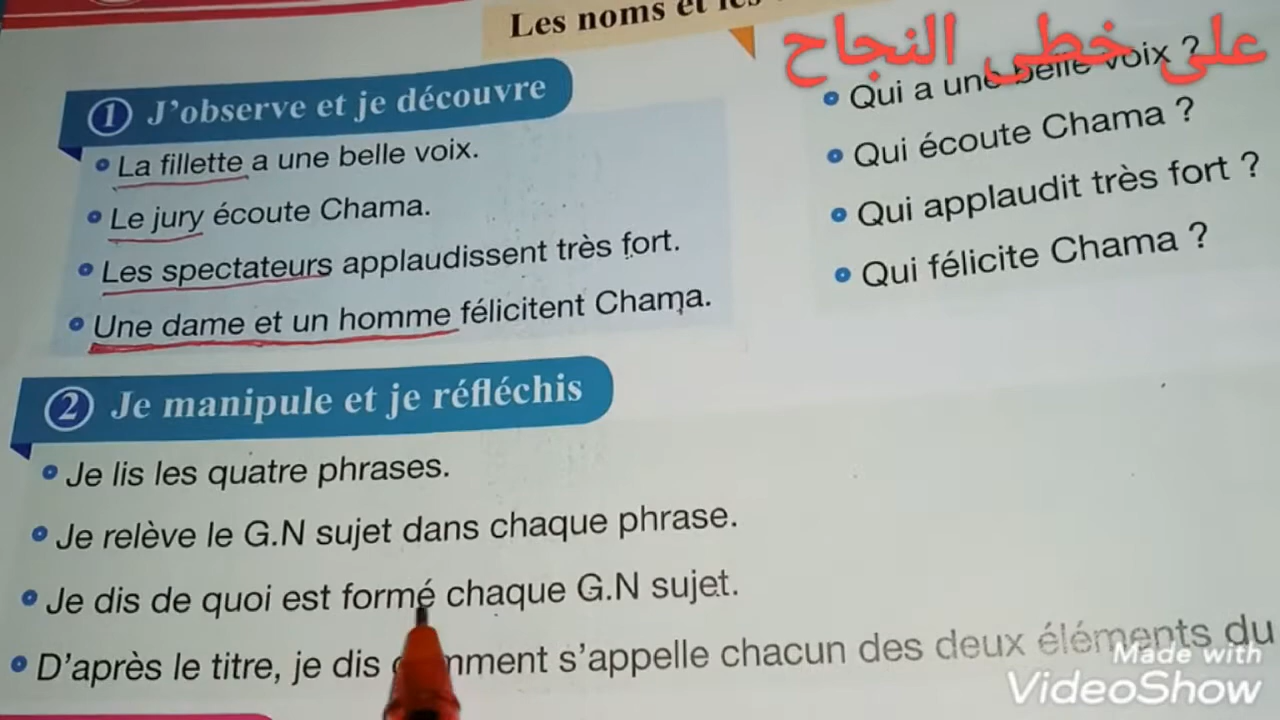 Les noms et les
على خطى النجاح
1 J'observe et je découvre
• La fillette a une belle voix.
• Le jury écoute Chama.
• Les spectateurs applaudissent très fort.
• Une dame et un homme félicitent Chama.
• Qui a une belle voix ?
• Qui écoute Chama ?
• Qui applaudit très fort ?
• Qui félicite Chama ?
2 Je manipule et je réfléchis
• Je lis les quatre phrases.
• Je relève le G.N sujet dans chaque phrase.
• Je dis de quoi est formé chaque G.N sujet.
• D'après le titre, je dis comment s'appelle chacun des deux éléments du
Made with
VideoShow